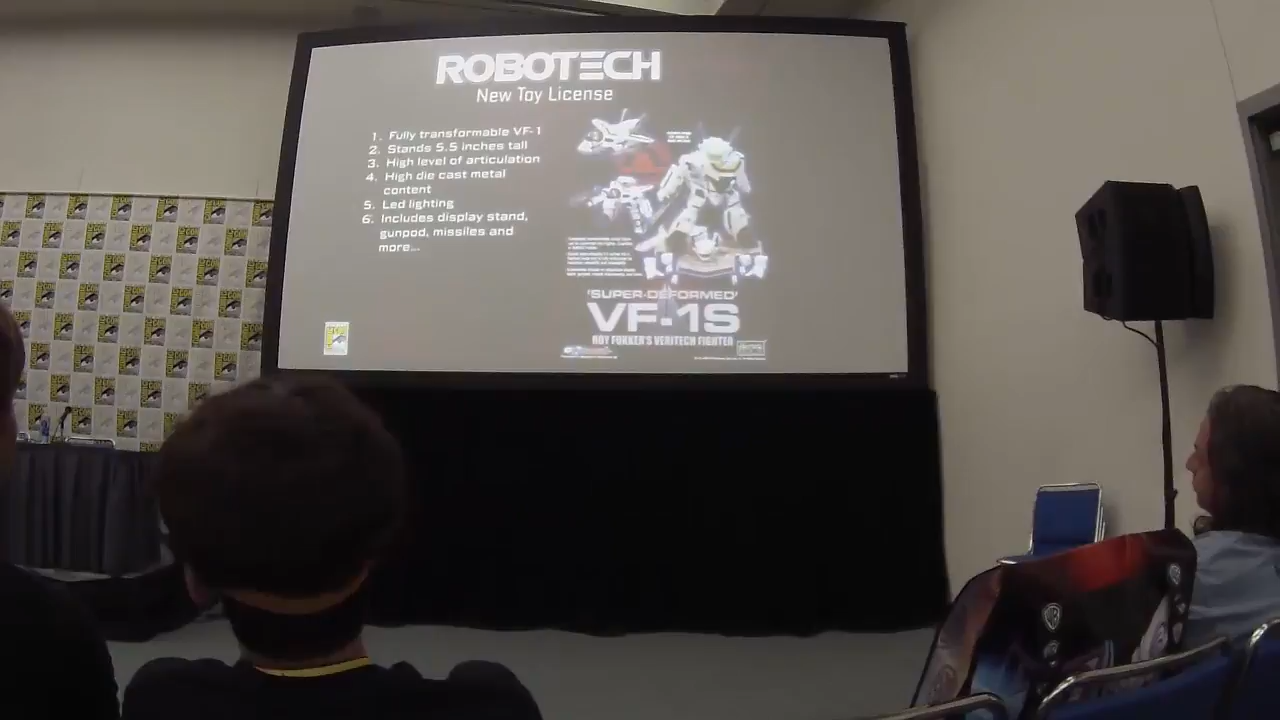 ROBOTECH
New Toy License
1. Fully transformable VF-1
2. Stands 5.5 inches tall
3. High level of articulation
4. High die cast metal
content
5. Led lighting
6. Includes display stand,
gunpod, missiles and
more...
'SUPER-DEFORMED'
VF-1S
ROY FOKKER'S VERITECH FIGHTER